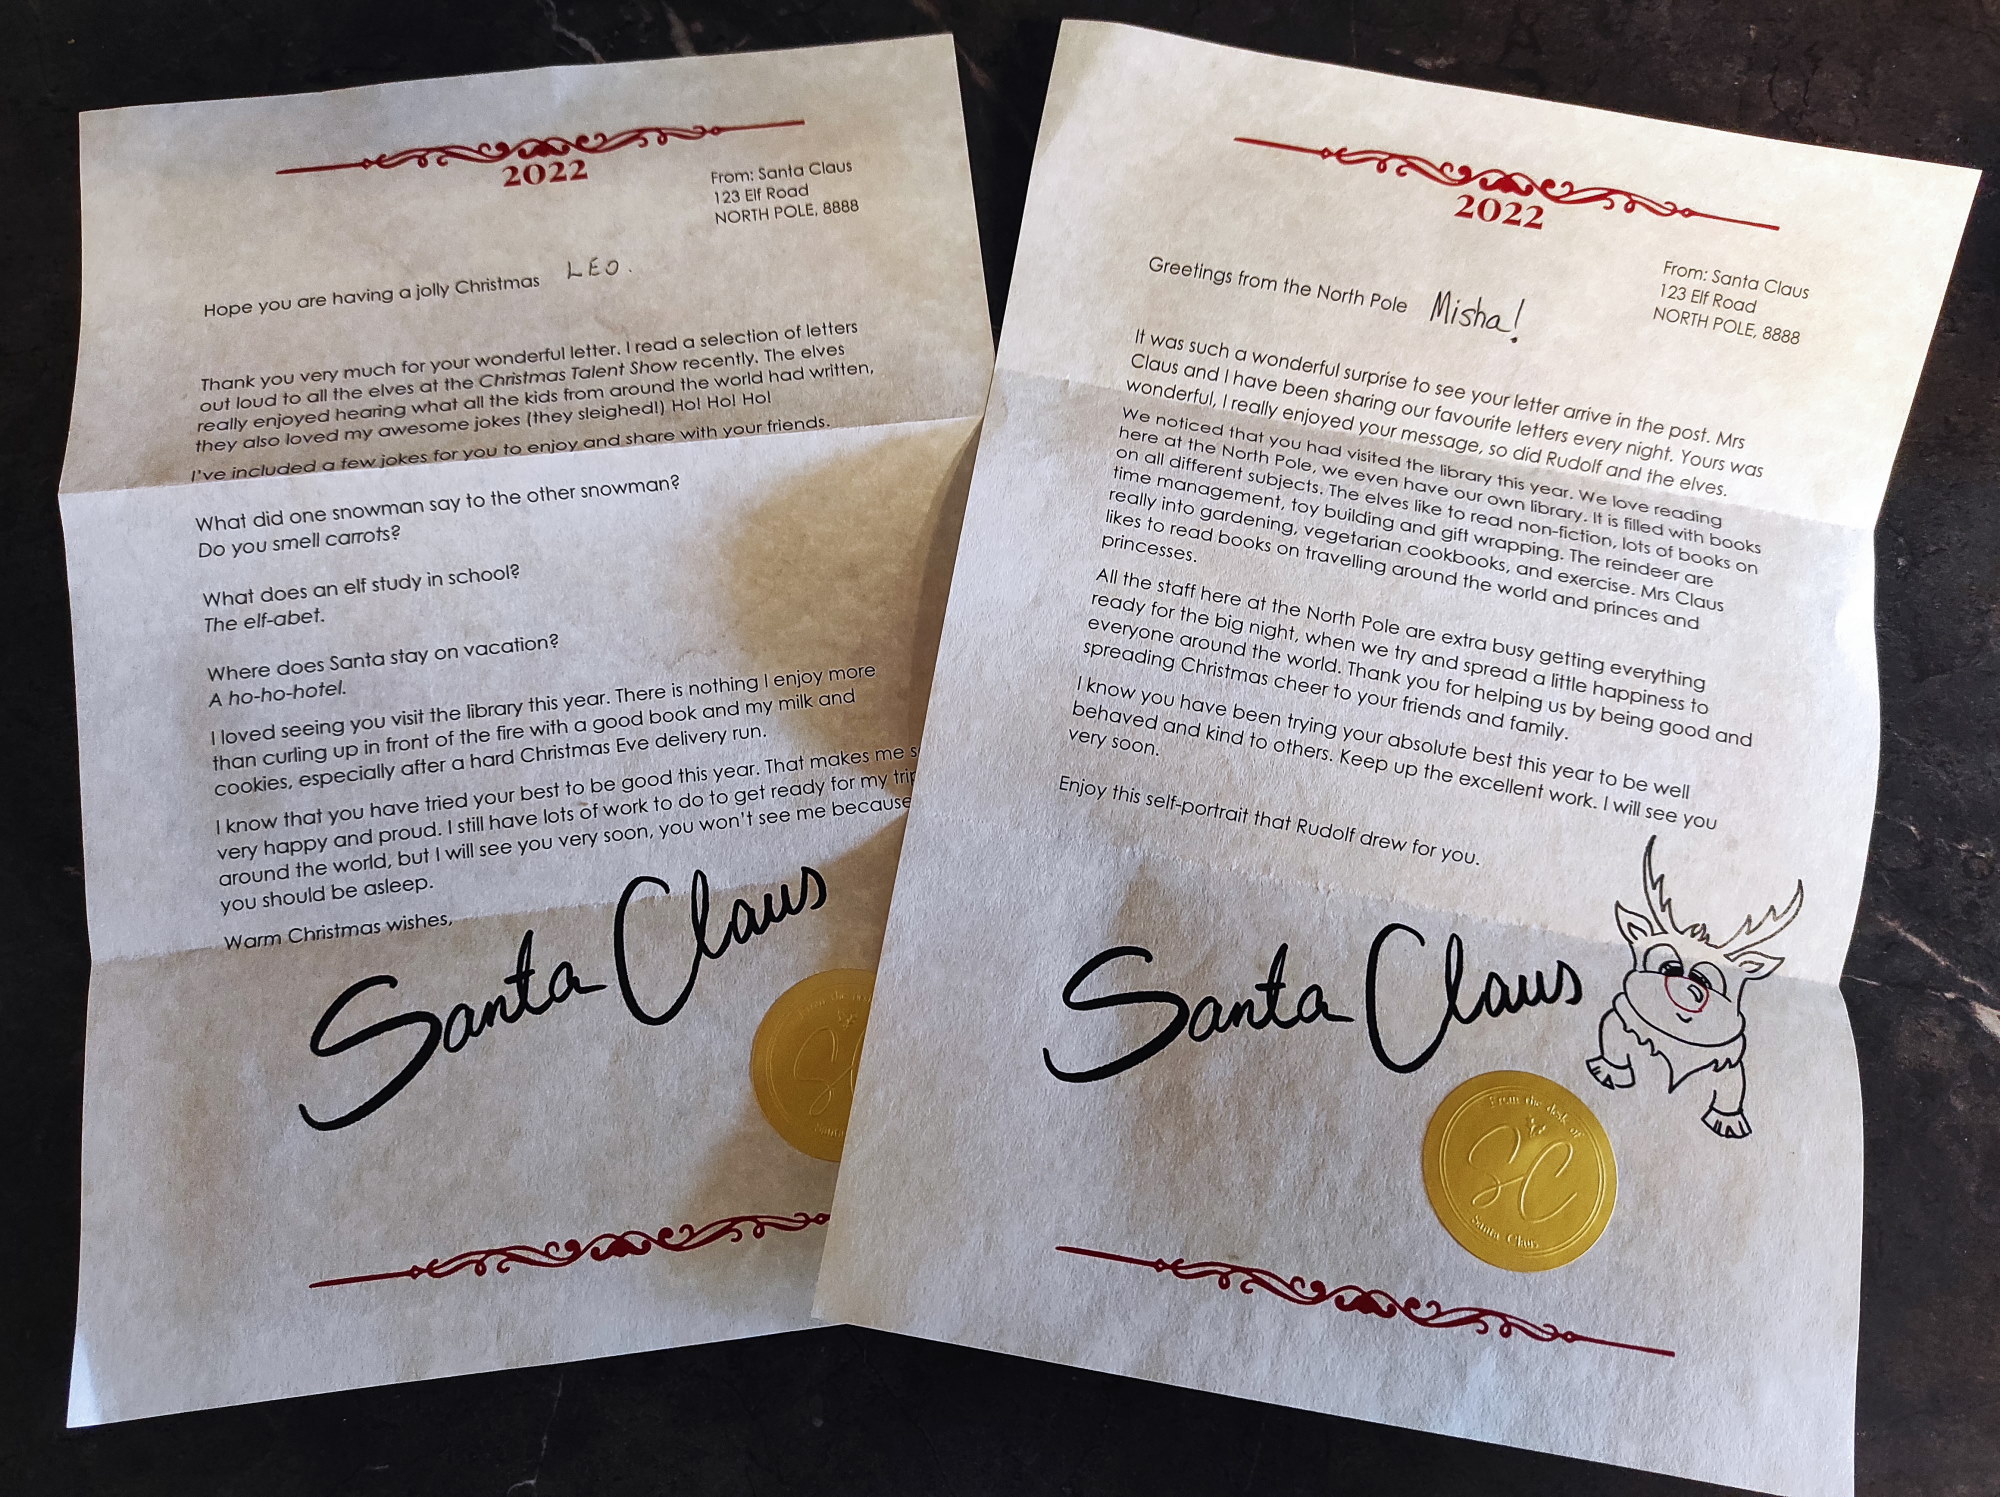 2022
From: Santa Claus
123 Elf Road
NORTH POLE, 8888
Hope you are having a jolly Christmas LEO.
Thank you very much for your wonderful letter. I read a selection of letters
out loud to all the elves at the Christmas Talent Show recently. The elves
really enjoyed hearing what all the kids from around the world had written,
they also loved my awesome jokes (they sleighed!) Ho! Ho! Ho!
I've included a few jokes for you to enjoy and share with your friends.
What did one snowman say to the other snowman?
Do you smell carrots?
What does an elf study in school?
The elf-abet.
Where does Santa stay on vacation?
A ho-ho-hotel.
I loved seeing you visit the library this year. There is nothing I enjoy more
than curling up in front of the fire with a good book and my milk and
cookies, especially after a hard Christmas Eve delivery run.
I know that you have tried your best to be good this year. That makes me
very happy and proud. I still have lots of work to do to get ready for my trip
around the world, but I will see you very soon, you won't see me because
you should be asleep.
Warm Christmas wishes,
Santa Claus
2022
From: Santa Claus
123 Elf Road
NORTH POLE, 8888
Greetings from the North Pole Misha!
It was such a wonderful surprise to see your letter arrive in the post. Mrs
Claus and I have been sharing our favourite letters every night. Yours was
wonderful, I really enjoyed your message, so did Rudolf and the elves.
We noticed that you had visited the library this year. We love reading
here at the North Pole, we even have our own library. It is filled with books
on all different subjects. The elves like to read non-fiction, lots of books on
time management, toy building and gift wrapping. The reindeer are
really into gardening, vegetarian cookbooks, and exercise. Mrs Claus
likes to read books on travelling around the world and princes and
princesses.
All the staff here at the North Pole are extra busy getting everything
ready for the big night, when we try and spread a little happiness to
everyone around the world. Thank you for helping us by being good and
spreading Christmas cheer to your friends and family.
I know you have been trying your absolute best this year to be well
behaved and kind to others. Keep up the excellent work. I will see you
very soon.
Enjoy this self-portrait that Rudolf drew for you.
Santa Claus
From the desk of
SC
Santa Claus